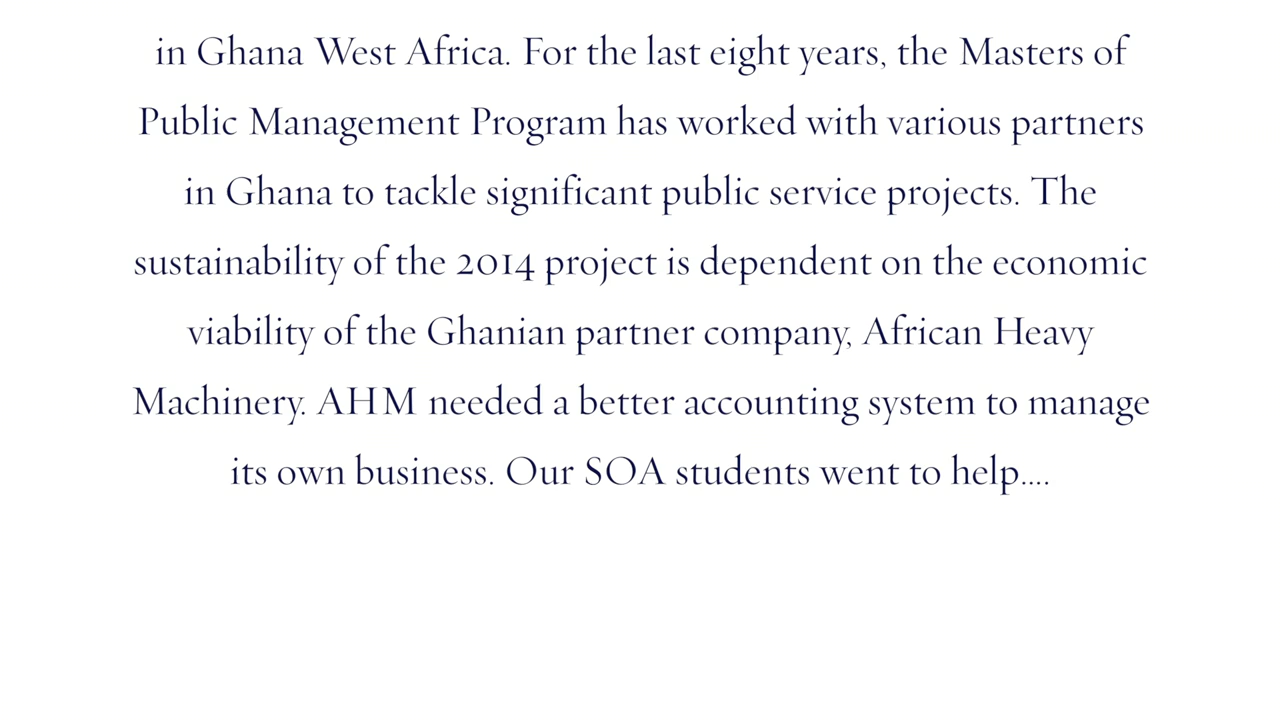 in Ghana West Africa. For the last eight years, the Masters of
Public Management Program has worked with various partners
in Ghana to tackle significant public service projects. The
sustainability of the 2014 project is dependent on the economic
viability of the Ghanian partner company, African Heavy
Machinery. AHM needed a better accounting system to manage
its own business. Our SOA students went to help....